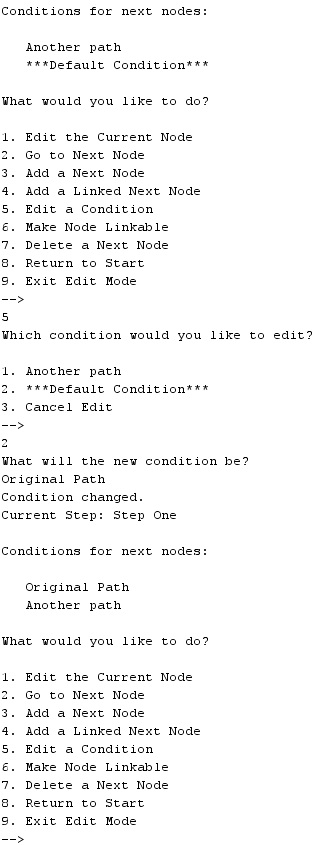 Conditions for next nodes:
Another path
***Default Condition***
What would you like to do?
1. Edit the Current Node
2. Go to Next Node
3. Add a Next Node
4. Add a Linked Next Node
5. Edit a Condition
6. Make Node Linkable
7. Delete a Next Node
8. Return to Start
9. Exit Edit Mode
-->
5
Which condition would you like to edit?
1. Another path
2. ***Default Condition***
3. Cancel Edit
-->
2
What will the new condition be?
Original Path
Condition changed.
Current Step: Step One
Conditions for next nodes:
Original Path
Another path
What would you like to do?
1. Edit the Current Node
2. Go to Next Node
3. Add a Next Node
4. Add a Linked Next Node
5. Edit a Condition
6. Make Node Linkable
7. Delete a Next Node
8. Return to Start
9. Exit Edit Mode
-->